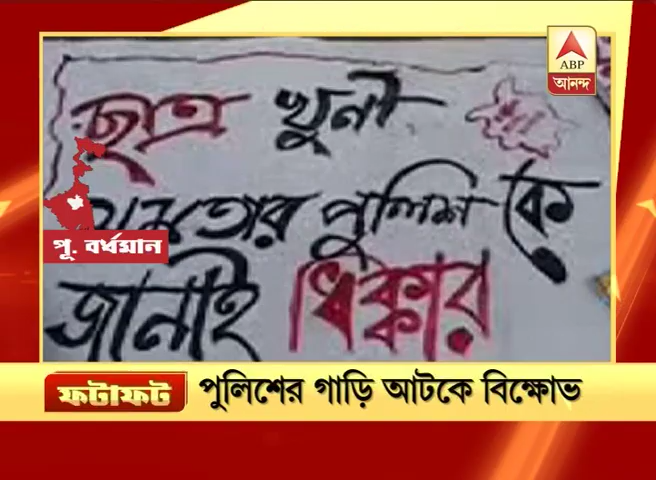 ABP
আনন্দ
ছাত্র খুনী
পুলিশ কে
পূ. বর্ধমান
জানাই ধিক্কার
ফটাফট
পুলিশের গাড়ি আটকে বিক্ষোভ